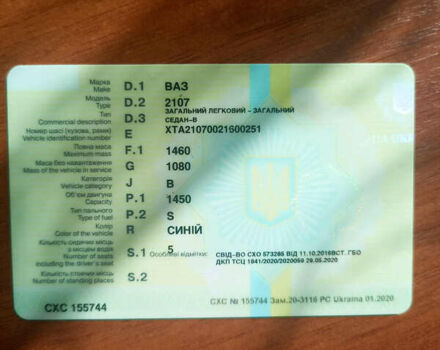 Марка
Make
D.1 ВАЗ
Модель
Type
D.2 2107
Тип
Commercial description
D.3 ЗАГАЛЬНИЙ ЛЕГКОВИЙ - ЗАГАЛЬНИЙ
СЕДАН-В
Номер шасі (кузова, рами)
Vehicle identification number
E XTA21070021600251
Повна маса
Maximum mass
F.1 1460
Маса без навантаження
Mass of the vehicle in service
G 1080
Категорія
Vehicle category
J B
Об'єм двигуна
Capacity
P.1 1450
Тип пального
Type of fuel
P.2 S
Колір
Color of the vehicle
R СИНІЙ
Кількість сидячих місць
з місцем водія
Number of seats
including the driver's seat
S.1 5
Особливі відмітки: СВІД-ВО СХО 573285 ВІД 11.10.2016ВСТ. ГБО
ДКП ТСЦ 1841/2020/2020059 29.05.2020
Кількість стоячих місць
Number of standing places
S.2
СХС 155744
СХС № 155744 Зам.20-3116 РС Ukraina 01.2020